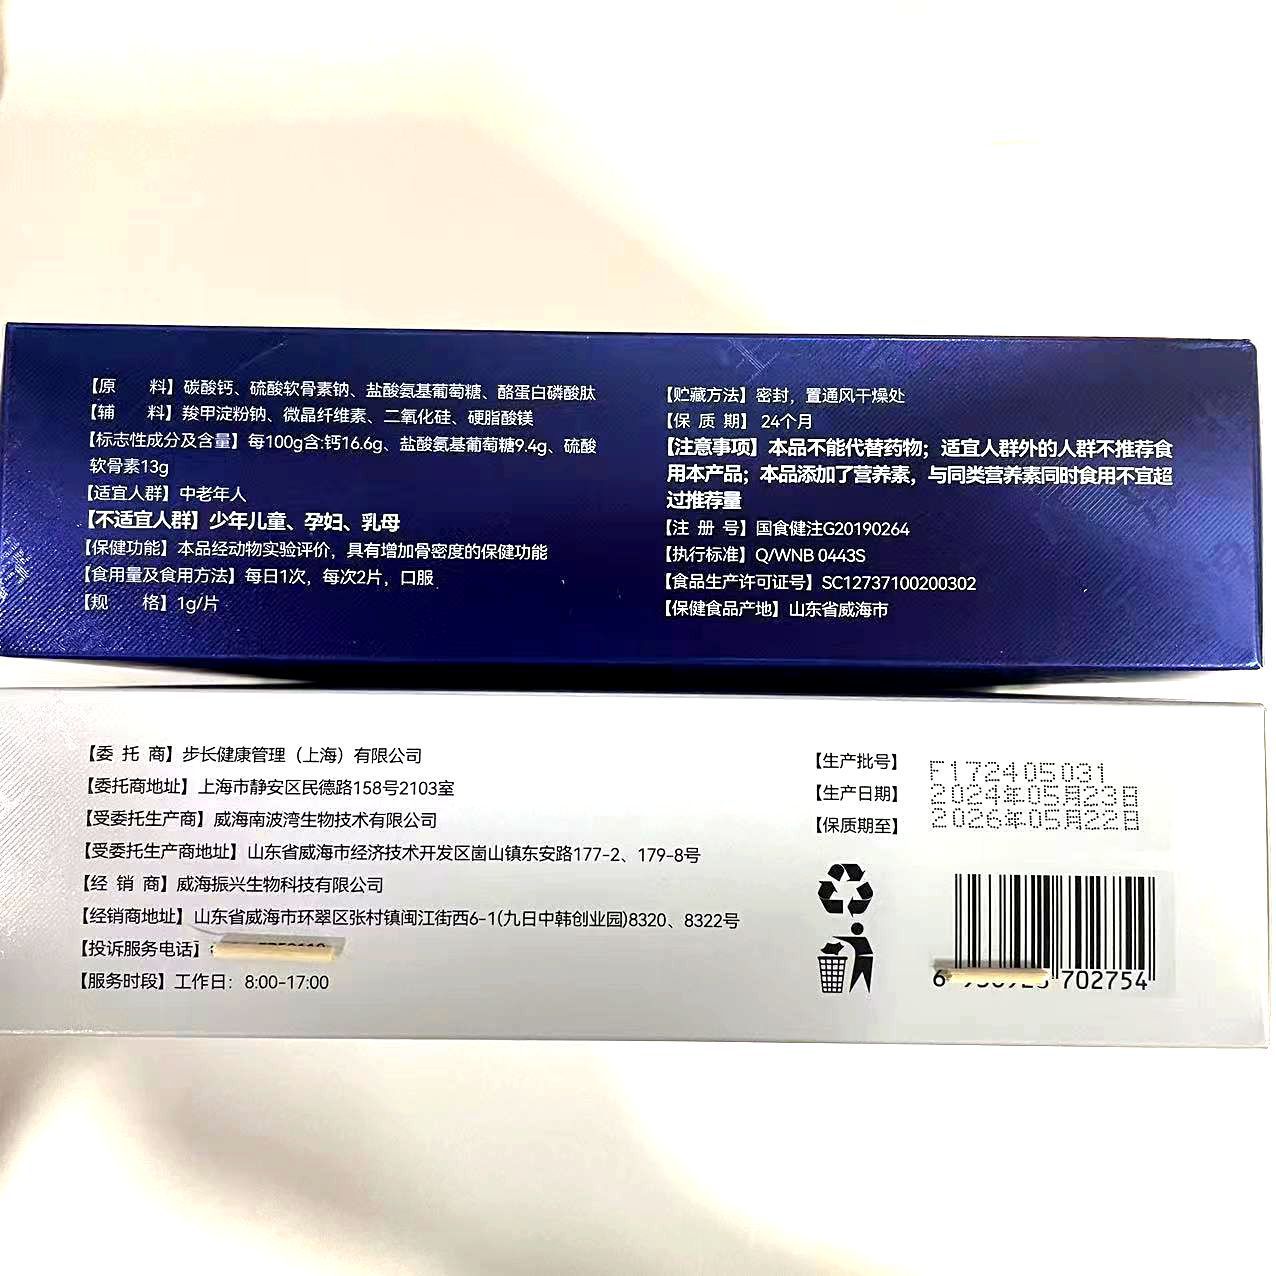 【原 料】碳酸钙、硫酸软骨素钠、盐酸氨基葡萄糖、酪蛋白磷酸肽
【辅 料】羧甲淀粉钠、微晶纤维素、二氧化硅、硬脂酸镁
【标志性成分及含量】每100g含:钙16.6g、盐酸氨基葡萄糖9.4g、硫酸
软骨素13g
【适宜人群】中老年人
【不适宜人群】少年儿童、孕妇、乳母
【保健功能】本品经动物实验评价，具有增加骨密度的保健功能
【食用量及食用方法】每日1次，每次2片，口服
【规 格】1g/片
【贮藏方法】密封，置通风干燥处
【保 质 期】24个月
【注意事项】本品不能代替药物；适宜人群外的人群不推荐食
用本产品；本品添加了营养素，与同类营养素同时食用不宜超
过推荐量
【注 册 号】国食健注G20190264
【执行标准】Q/WNB 0443S
【食品生产许可证号】SC12737100200302
【保健食品产地】山东省威海市
【委 托 商】步长健康管理（上海）有限公司
【委托商地址】上海市静安区民德路158号2103室
【受委托生产商】威海南波湾生物技术有限公司
【受委托生产商地址】山东省威海市经济技术开发区崮山镇东安路177-2、179-8号
【经 销 商】威海振兴生物科技有限公司
【经销商地址】山东省威海市环翠区张村镇闽江街西6-1(九日中韩创业园)8320、8322号
【投诉服务电话】
【服务时段】工作日：8:00-17:00
【生产批号】F172405031
【生产日期】2024年05月23日
【保质期至】2026年05月22日
6 702754